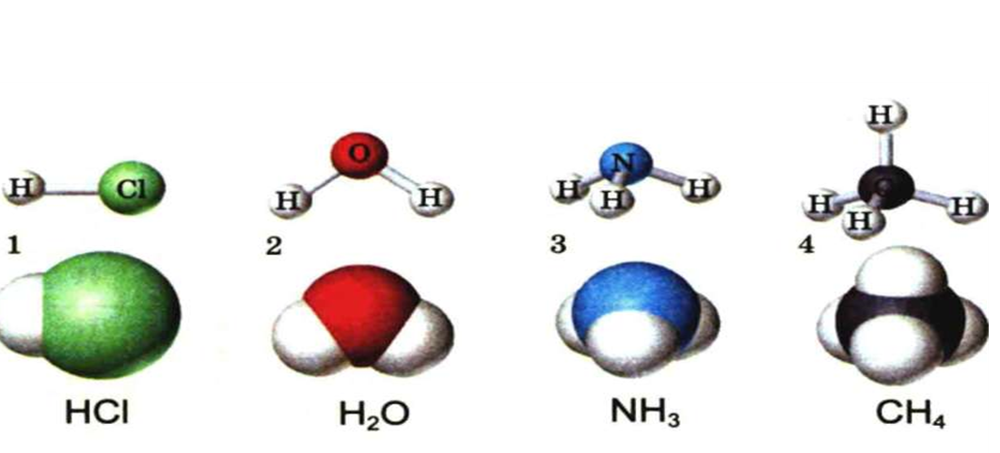 H Cl
O
H H
N
H H H
H
C
H H H
1 2 3 4
HCl H₂O NH₃ CH₄